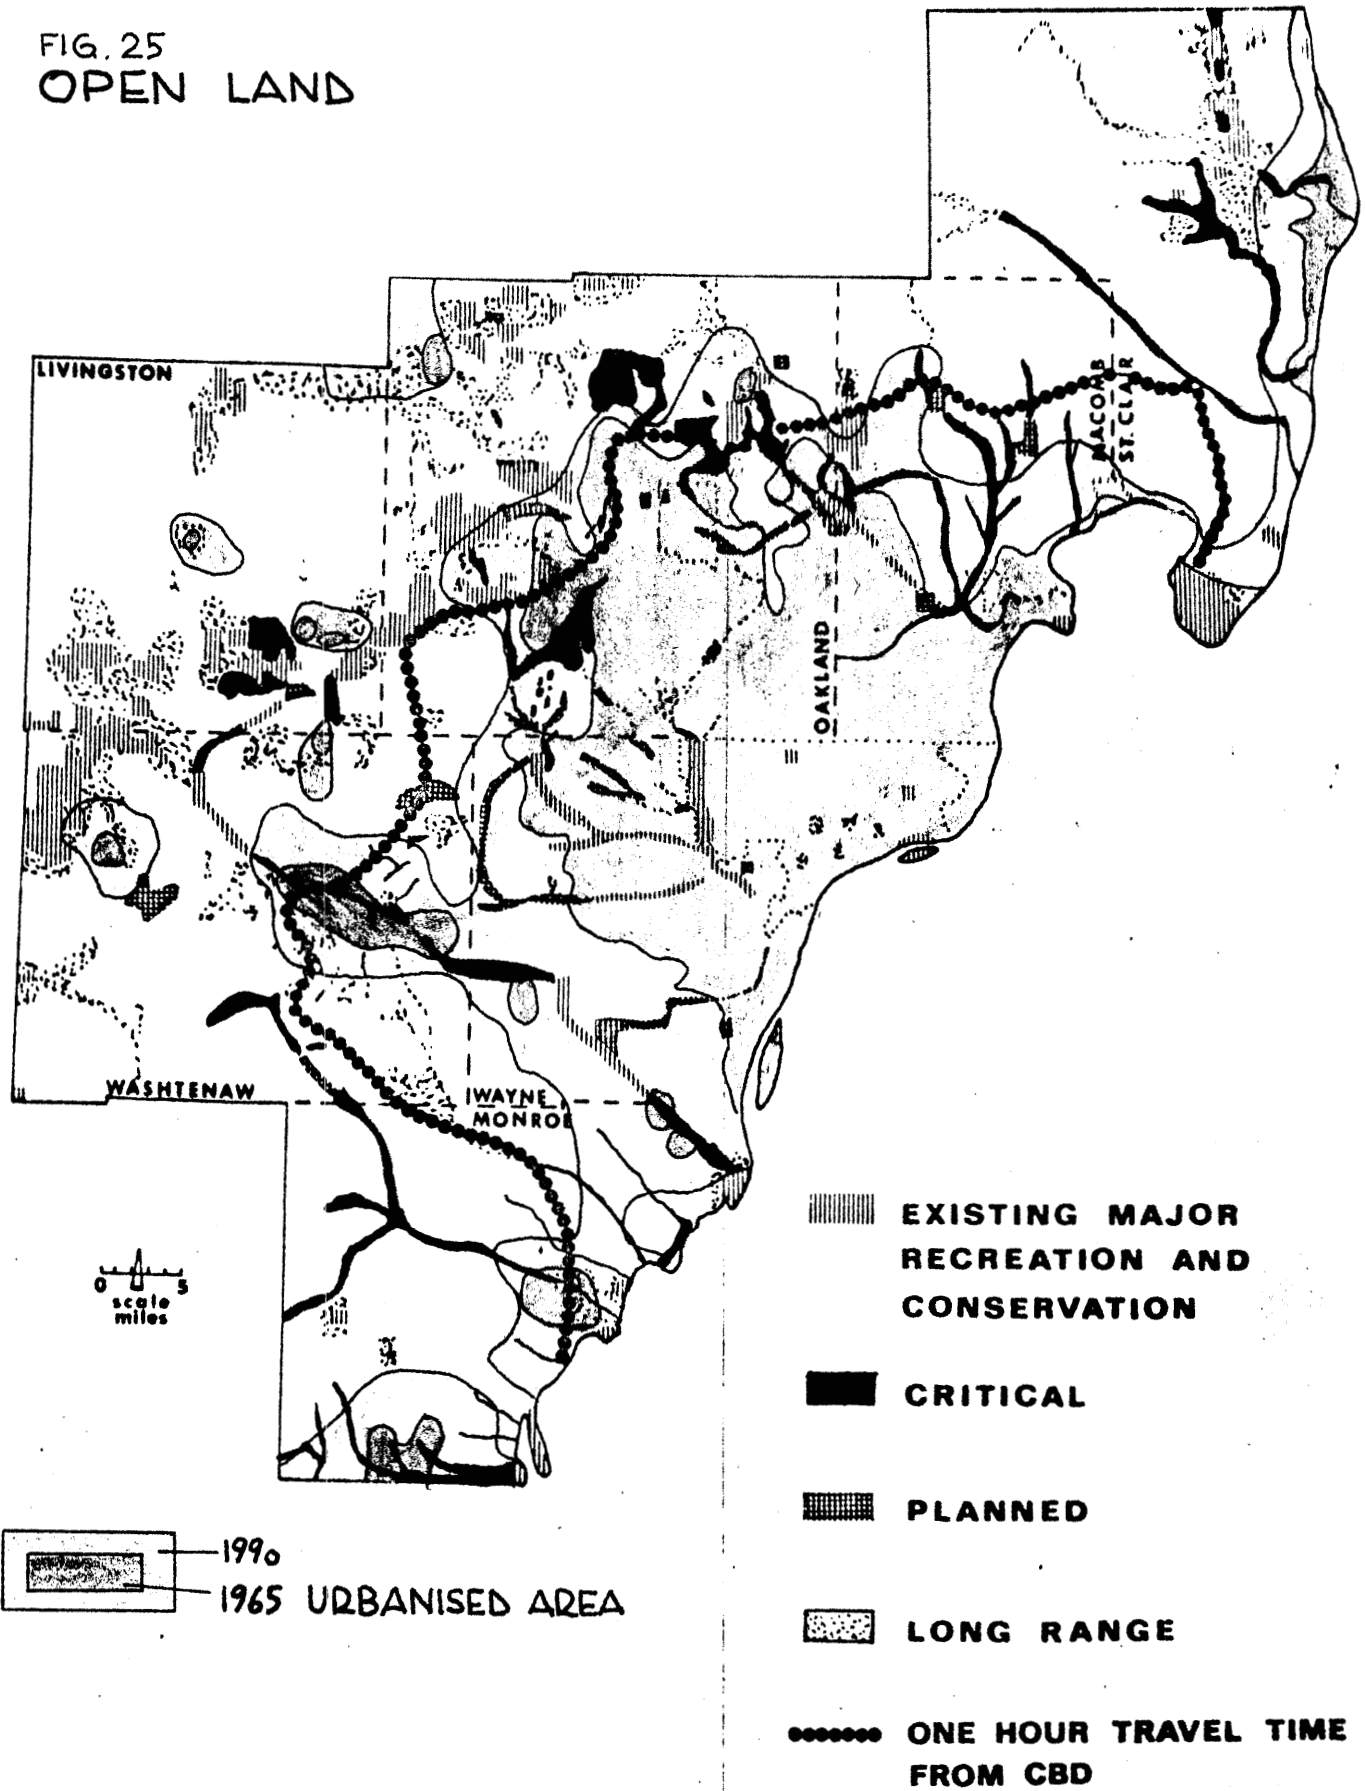 FIG. 25
OPEN LAND
LIVINGSTON
MACOMB
ST. CLAIR
OAKLAND
WASHTENAW
WAYNE
MONROE
0 5
scale
miles
EXISTING MAJOR
RECREATION AND
CONSERVATION
CRITICAL
PLANNED
LONG RANGE
ONE HOUR TRAVEL TIME
FROM CBD
1990
1965 URBANISED AREA